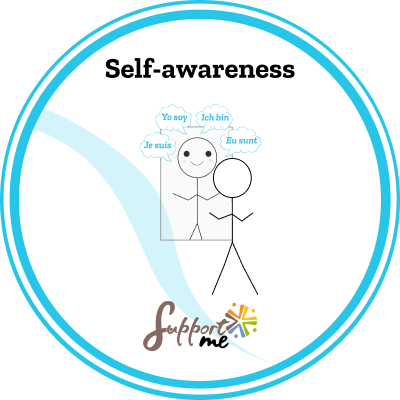 Self-awareness
Yo soy
Ich bin
Je suis
Eu sunt
Support
me